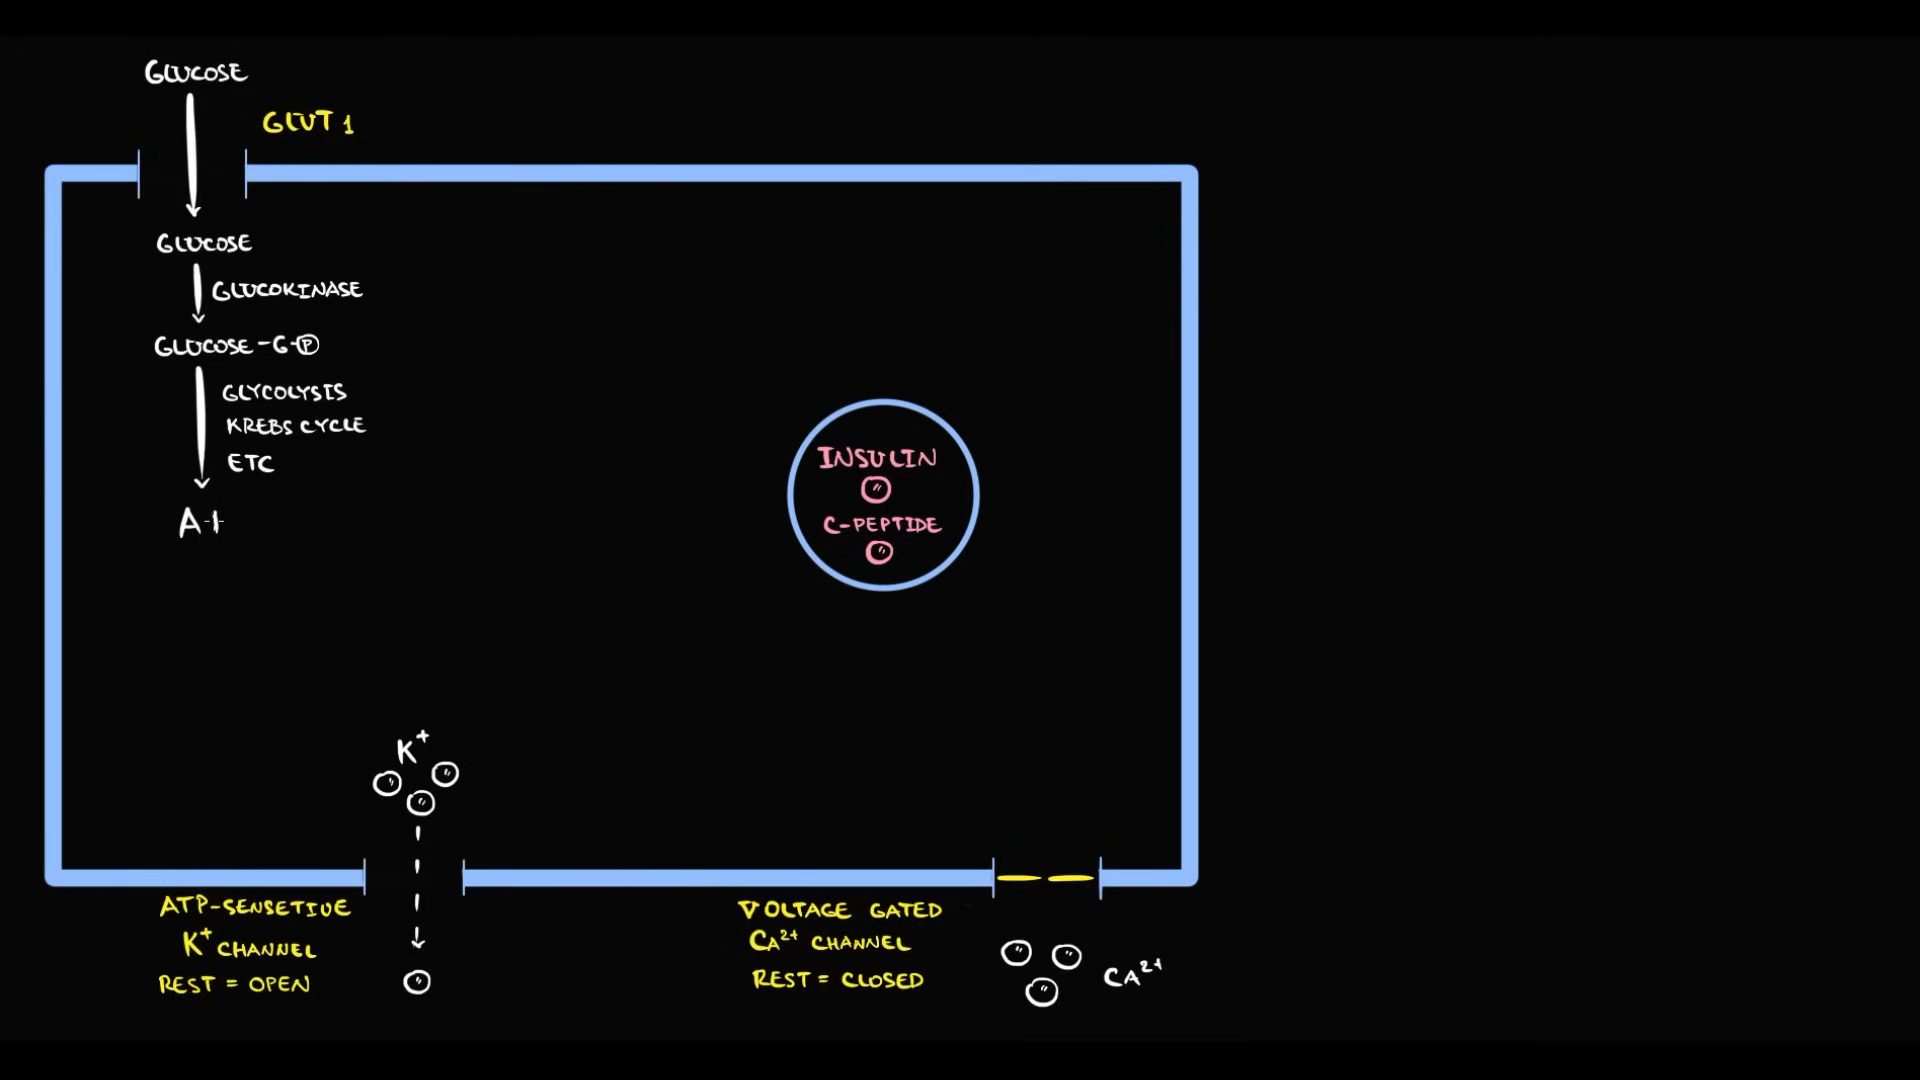 GLUCOSE
GLUT 1
GLUCOSE
GLUCOKINASE
GLUCOSE-6-P
GLYCOLYSIS
KREBS CYCLE
ETC
A
INSULIN
C-PEPTIDE
K⁺
ATP-SENSETIVE
K⁺ CHANNEL
REST = OPEN
VOLTAGE GATED
CA²⁺ CHANNEL
REST = CLOSED
CA²⁺